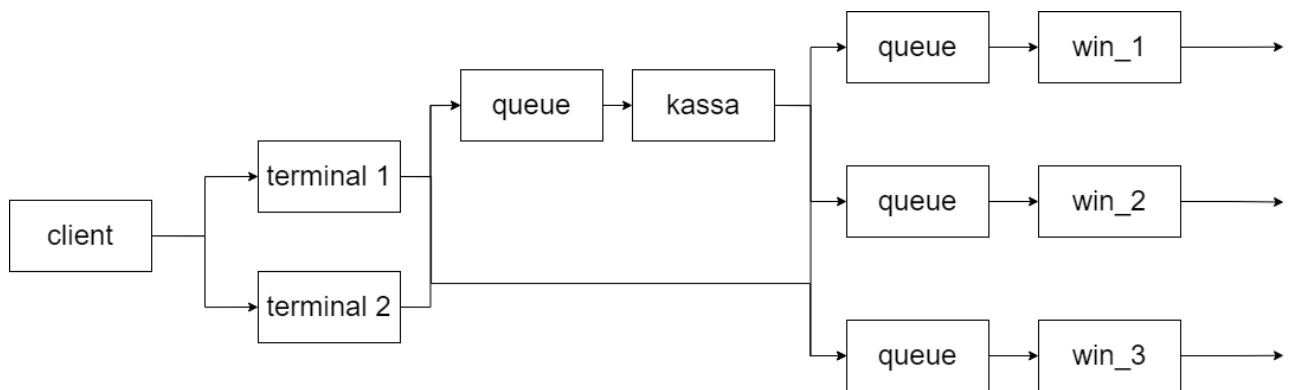 client
terminal 1
terminal 2
queue
kassa
queue
win_1
queue
win_2
queue
win_3